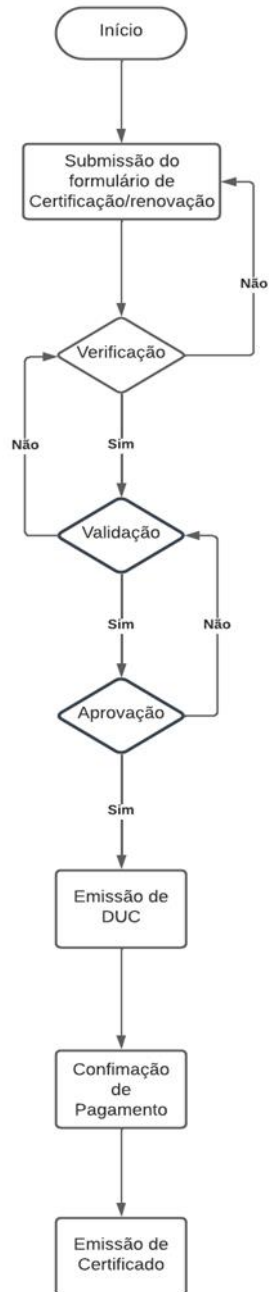 Início
Submissão do
formulário de
Certificação/renovação
Não
Verificação
Não
Sim
Validação
Sim
Não
Aprovação
Sim
Emissão de
DUC
Confimação
de
Pagamento
Emissão de
Certificado